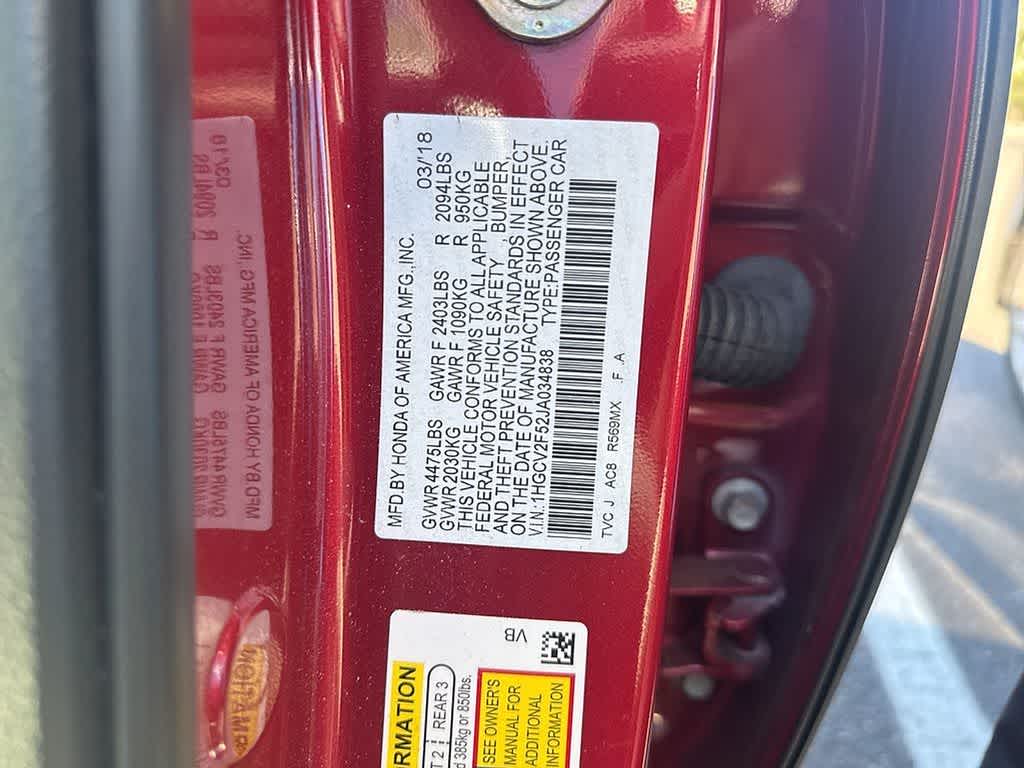 MFD.BY HONDA OF AMERICA MFG.,INC. 03/'18
GVWR4475LBS GAWR F 2403LBS R 2094LBS
GVWR2030KG GAWR F 1090KG R 950KG
THIS VEHICLE CONFORMS TO ALL APPLICABLE
FEDERAL MOTOR VEHICLE SAFETY , BUMPER,
AND THEFT PREVENTION STANDARDS IN EFFECT
ON THE DATE OF MANUFACTURE SHOWN ABOVE.
V.I.N.:1HGCV2F52JA034838 TYPE:PASSENGER CAR
TVC J AC8 R569MX F A
VB
ORMATION
T 2 REAR 3
d 385kg or 850lbs.
SEE OWNER'S
MANUAL FOR
ADDITIONAL
INFORMATION